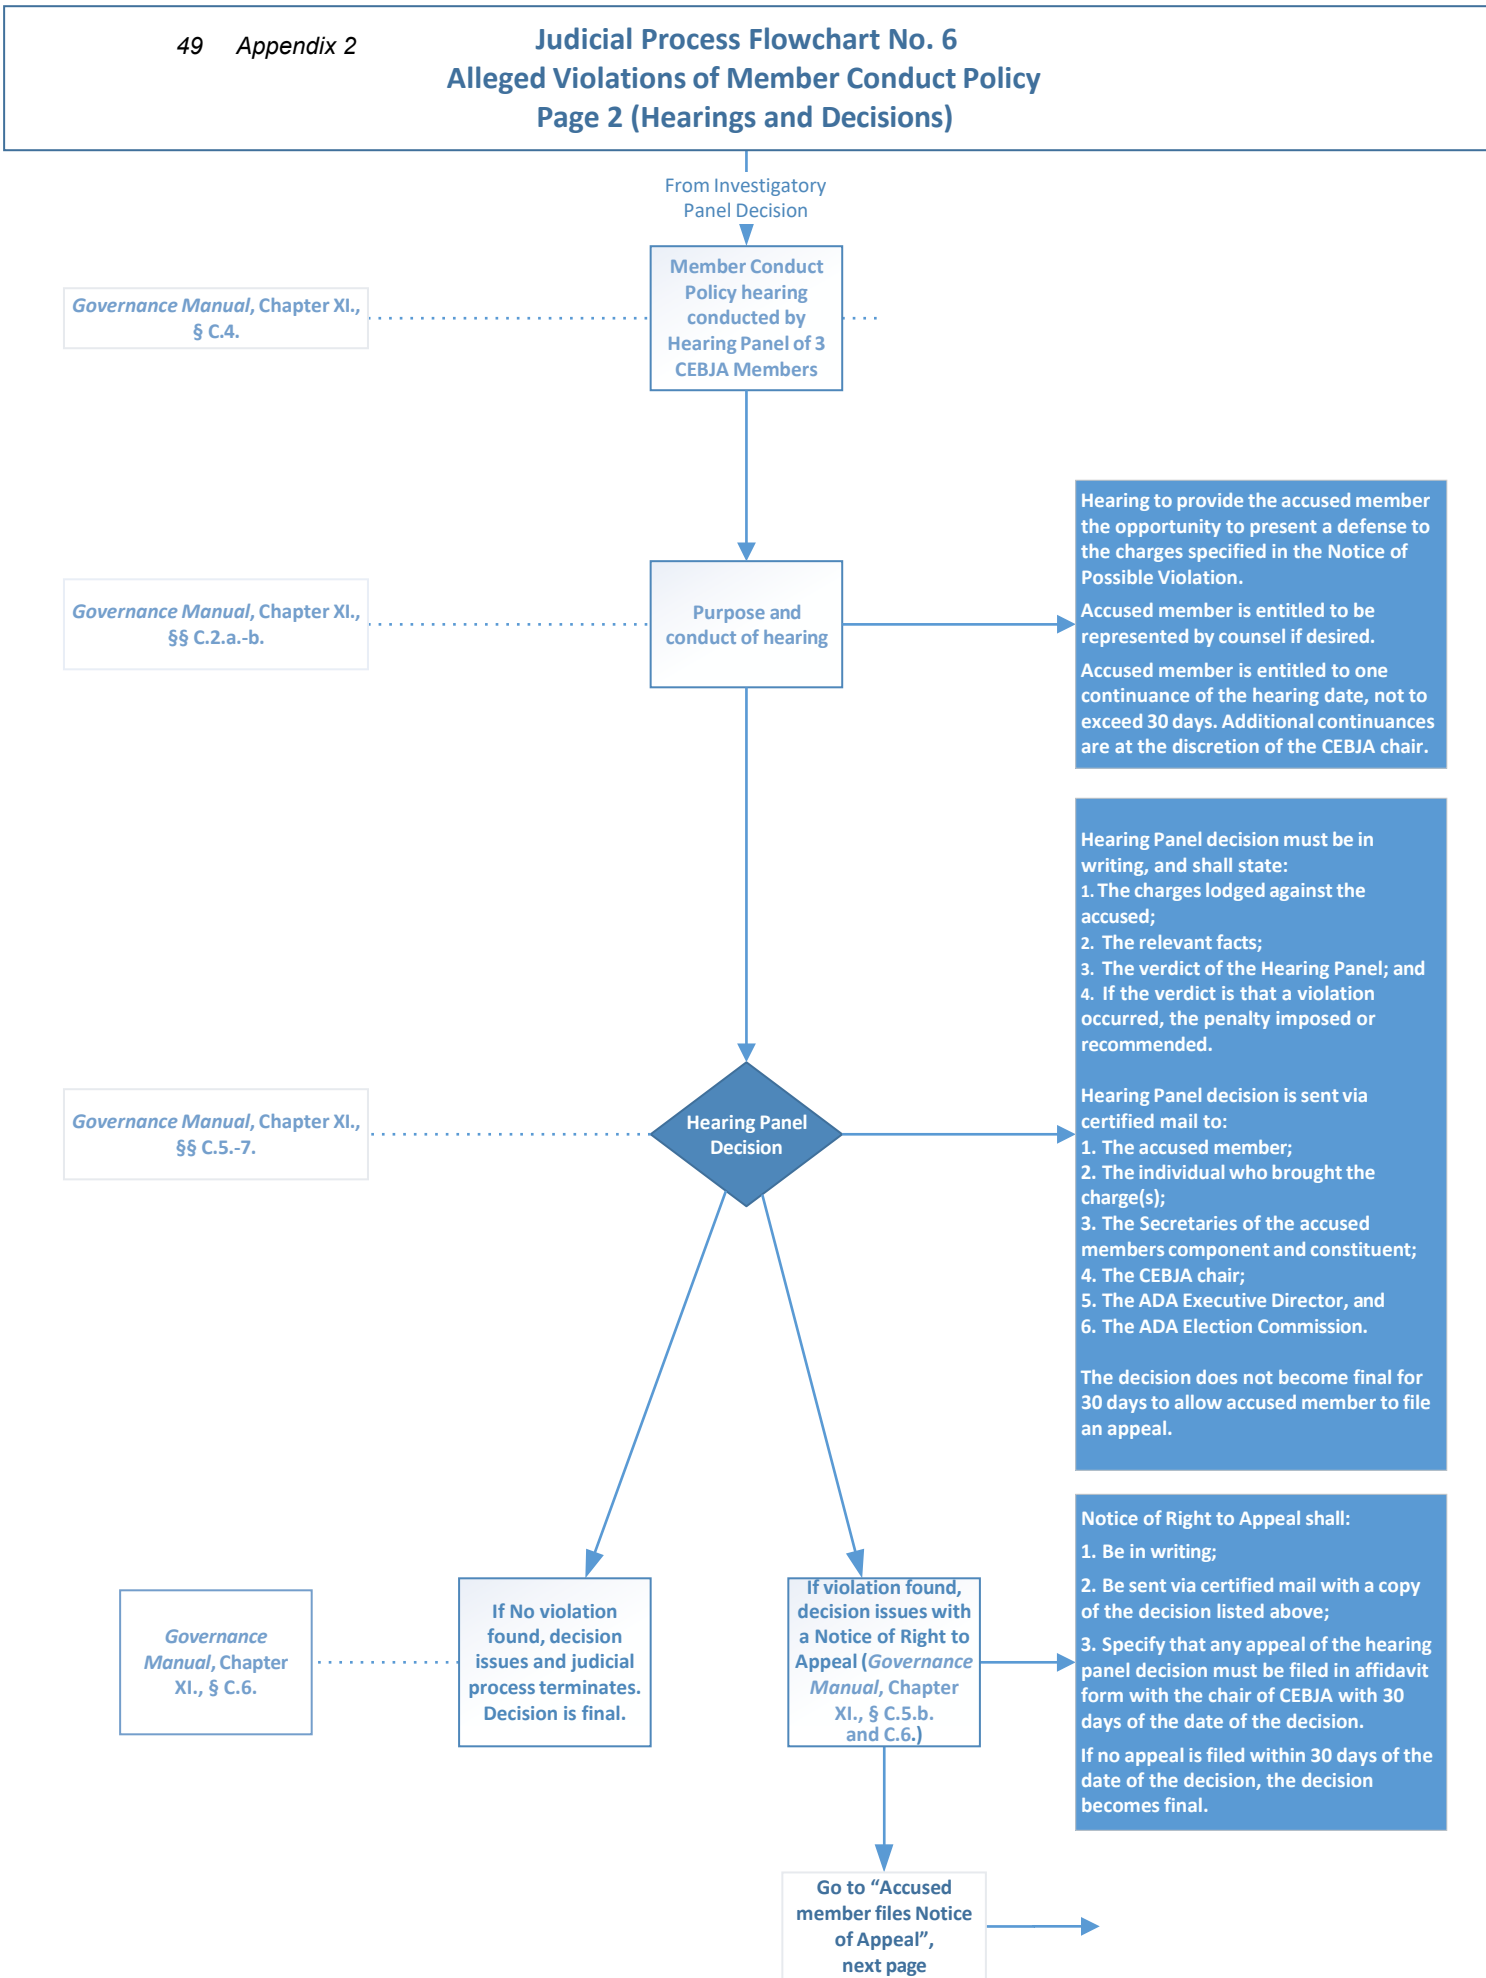 49 Appendix 2
Judicial Process Flowchart No. 6
Alleged Violations of Member Conduct Policy
Page 2 (Hearings and Decisions)
From Investigatory
Panel Decision
Governance Manual, Chapter XI.,
§ C.4.
Member Conduct
Policy hearing
conducted by
Hearing Panel of 3
CEBJA Members
Governance Manual, Chapter XI.,
§§ C.2.a.-b.
Purpose and
conduct of hearing
Hearing to provide the accused member
the opportunity to present a defense to
the charges specified in the Notice of
Possible Violation.
Accused member is entitled to be
represented by counsel if desired.
Accused member is entitled to one
continuance of the hearing date, not to
exceed 30 days. Additional continuances
are at the discretion of the CEBJA chair.
Governance Manual, Chapter XI.,
§§ C.5.-7.
Hearing Panel
Decision
Hearing Panel decision must be in
writing, and shall state:
1. The charges lodged against the
accused;
2. The relevant facts;
3. The verdict of the Hearing Panel; and
4. If the verdict is that a violation
occurred, the penalty imposed or
recommended.
Hearing Panel decision is sent via
certified mail to:
1. The accused member;
2. The individual who brought the
charge(s);
3. The Secretaries of the accused
members component and constituent;
4. The CEBJA chair;
5. The ADA Executive Director, and
6. The ADA Election Commission.
The decision does not become final for
30 days to allow accused member to file
an appeal.
Governance
Manual, Chapter
XI., § C.6.
If No violation
found, decision
issues and judicial
process terminates.
Decision is final.
If violation found,
decision issues with
a Notice of Right to
Appeal (Governance
Manual, Chapter
XI., § C.5.b.
and C.6.)
Notice of Right to Appeal shall:
1. Be in writing;
2. Be sent via certified mail with a copy
of the decision listed above;
3. Specify that any appeal of the hearing
panel decision must be filed in affidavit
form with the chair of CEBJA with 30
days of the date of the decision.
If no appeal is filed within 30 days of the
date of the decision, the decision
becomes final.
Go to “Accused
member files Notice
of Appeal”,
next page